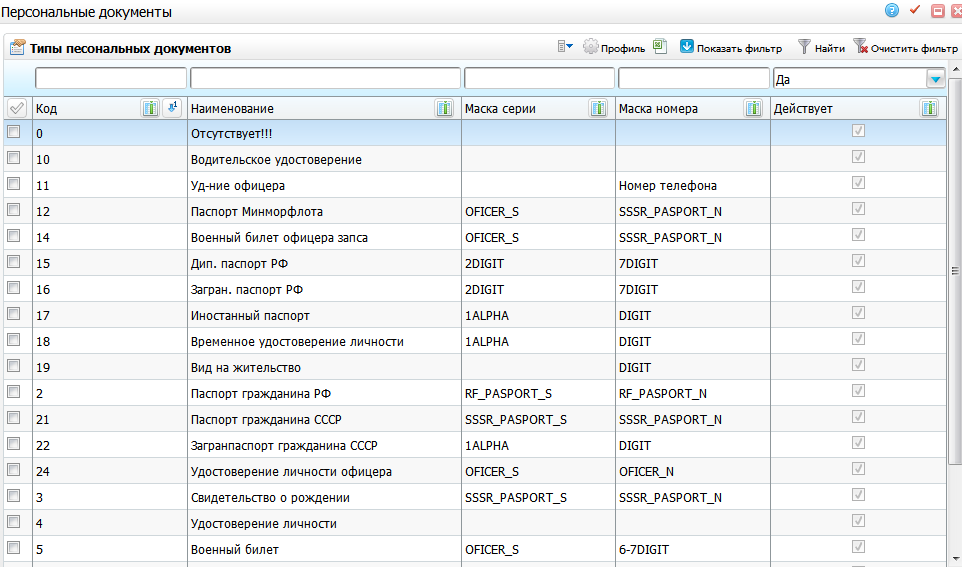 Персональные документы
Типы песональных документов Профиль Показать фильтр Найти Очистить фильтр
Да
Код Наименование Маска серии Маска номера Действует
0 Отсутствует!!!
10 Водительское удостоверение
11 Уд-ние офицера Номер телефона
12 Паспорт Минморфлота OFICER_S SSSR_PASPORT_N
14 Военный билет офицера запса OFICER_S SSSR_PASPORT_N
15 Дип. паспорт РФ 2DIGIT 7DIGIT
16 Загран. паспорт РФ 2DIGIT 7DIGIT
17 Иностанный паспорт 1ALPHA DIGIT
18 Временное удостоверение личности 1ALPHA DIGIT
19 Вид на жительство DIGIT
2 Паспорт гражданина РФ RF_PASPORT_S RF_PASPORT_N
21 Паспорт гражданина СССР SSSR_PASPORT_S SSSR_PASPORT_N
22 Загранпаспорт гражданина СССР 1ALPHA DIGIT
24 Удостоверение личности офицера OFICER_S OFICER_N
3 Свидетельство о рождении SSSR_PASPORT_S SSSR_PASPORT_N
4 Удостоверение личности
5 Военный билет OFICER_S 6-7DIGIT